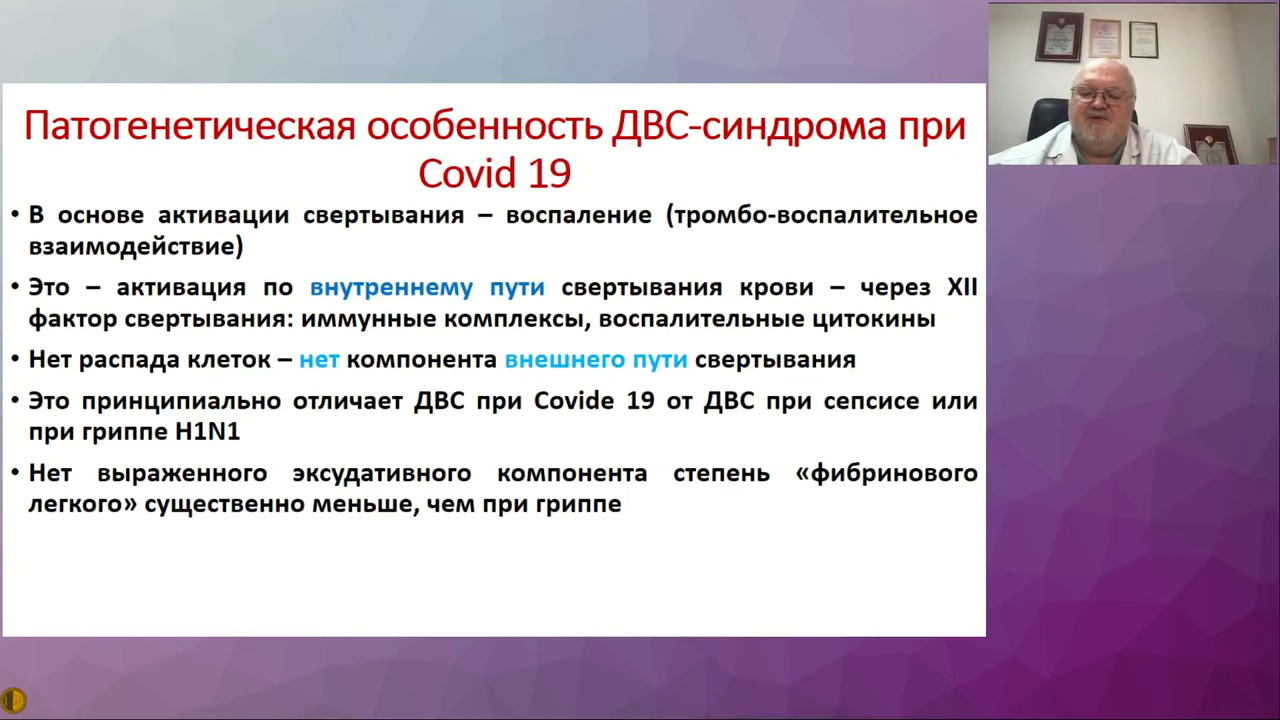 Патогенетическая особенность ДВС-синдрома при
Covid 19
• В основе активации свертывания – воспаление (тромбо-воспалительное
взаимодействие)
• Это – активация по внутреннему пути свертывания крови – через XII
фактор свертывания: иммунные комплексы, воспалительные цитокины
• Нет распада клеток – нет компонента внешнего пути свертывания
• Это принципиально отличает ДВС при Covide 19 от ДВС при сепсисе или
при гриппе H1N1
• Нет выраженного эксудативного компонента степень «фибринового
легкого» существенно меньше, чем при гриппе